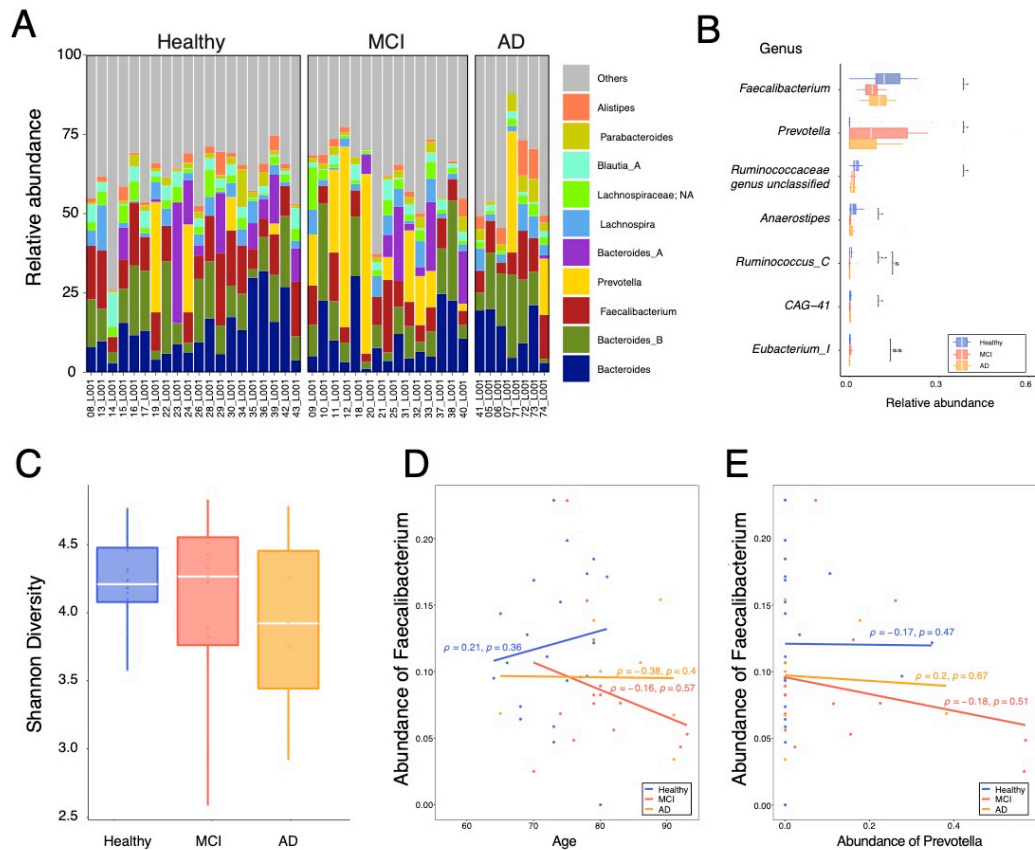 A
Healthy
MCI
AD
Relative abundance
100
75
50
25
0
08_L001
13_L001
14_L001
15_L001
16_L001
17_L001
19_L001
22_L001
23_L001
24_L001
26_L001
28_L001
29_L001
30_L001
34_L001
35_L001
36_L001
39_L001
42_L001
43_L001
09_L001
10_L001
11_L001
12_L001
18_L001
20_L001
21_L001
25_L001
31_L001
32_L001
33_L001
37_L001
38_L001
40_L001
41_L001
05_L001
06_L001
07_L001
71_L001
72_L001
73_L001
74_L001
Others
Alistipes
Parabacteroides
Blautia_A
Lachnospiraceae; NA
Lachnospira
Bacteroides_A
Prevotella
Faecalibacterium
Bacteroides_B
Bacteroides
B
Genus
Faecalibacterium
Prevotella
Ruminococcaceae
genus unclassified
Anaerostipes
Ruminococcus_C
CAG-41
Eubacterium_I
Healthy
MCI
AD
0.0 0.3 0.6
Relative abundance
C
Shannon Diversity
4.5
4.0
3.5
3.0
2.5
Healthy MCI AD
D
Abundance of Faecalibacterium
0.20
0.15
0.10
0.05
0.00
ρ = 0.21, p = 0.36
ρ = −0.38, p = 0.4
ρ = −0.16, p = 0.57
Healthy
MCI
AD
60 70 80 90
Age
E
Abundance of Faecalibacterium
0.20
0.15
0.10
0.05
0.00
ρ = −0.17, p = 0.47
ρ = 0.2, p = 0.67
ρ = −0.18, p = 0.51
Healthy
MCI
AD
0.0 0.4
Abundance of Prevotella